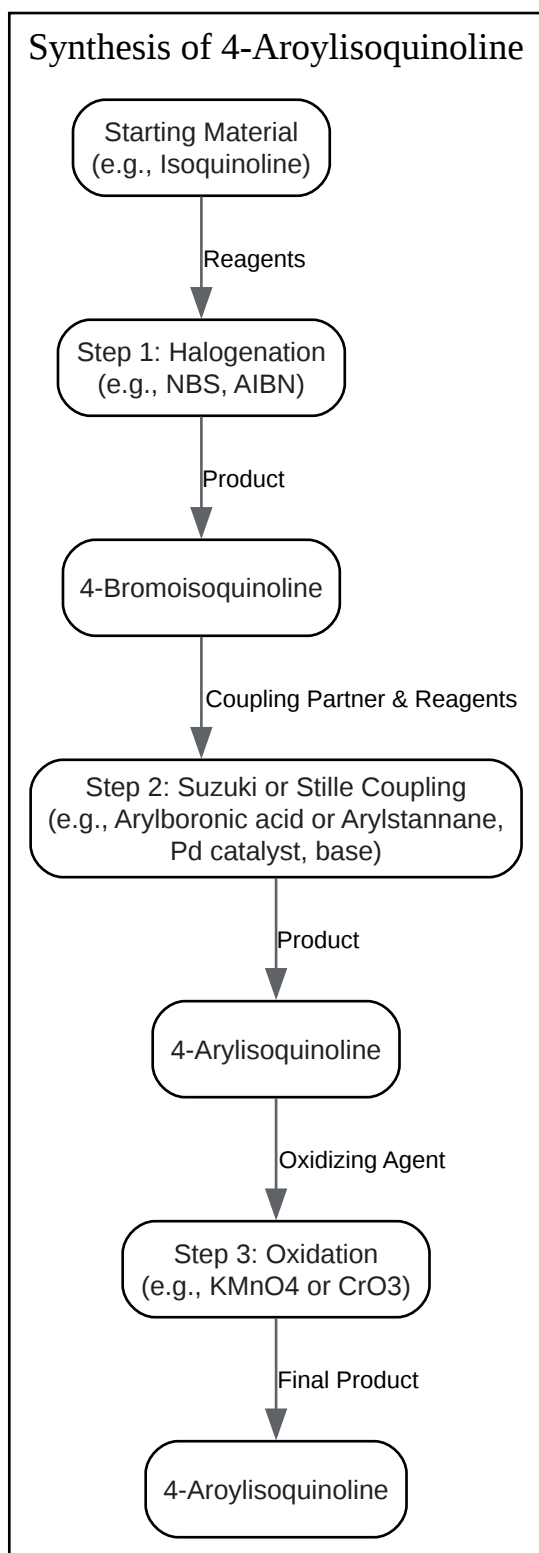 Synthesis of 4-Aroylisoquinoline
Starting Material
(e.g., Isoquinoline)
Reagents
Step 1: Halogenation
(e.g., NBS, AIBN)
Product
4-Bromoisoquinoline
Coupling Partner & Reagents
Step 2: Suzuki or Stille Coupling
(e.g., Arylboronic acid or Arylstannane,
Pd catalyst, base)
Product
4-Arylisoquinoline
Oxidizing Agent
Step 3: Oxidation
(e.g., KMnO4 or CrO3)
Final Product
4-Aroylisoquinoline